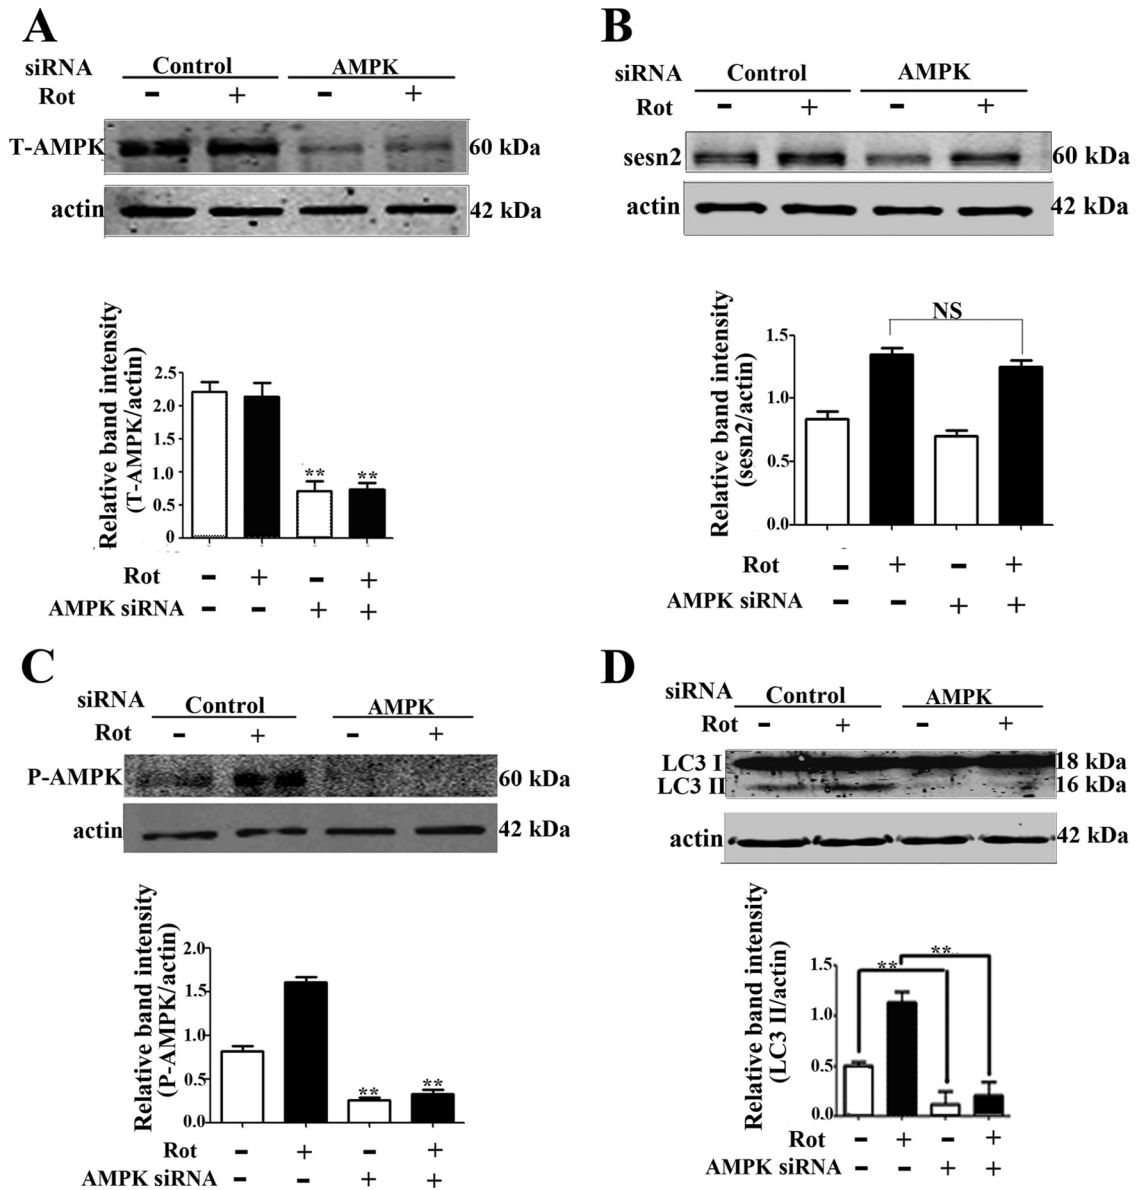 A
siRNA Control AMPK
Rot - + - +
T-AMPK 60 kDa
actin 42 kDa
Relative band intensity
(T-AMPK/actin)
2.5
2.0
1.5
1.0
0.5
0
** **
Rot - + - +
AMPK siRNA - - + +
B
siRNA Control AMPK
Rot - + - +
sesn2 60 kDa
actin 42 kDa
Relative band intensity
(sesn2/actin)
NS
1.5
1.0
0.5
0.0
Rot - + - +
AMPK siRNA - - + +
C
siRNA Control AMPK
Rot - + - +
P-AMPK 60 kDa
actin 42 kDa
Relative band intensity
(P-AMPK/actin)
2.0
1.5
1.0
0.5
0.0
** **
Rot - + - +
AMPK siRNA - - + +
D
siRNA Control AMPK
Rot - + - +
LC3 I 18 kDa
LC3 II 16 kDa
actin 42 kDa
Relative band intensity
(LC3 II/actin)
** **
1.5
1.0
0.5
0.0
Rot - + - +
AMPK siRNA - - + +